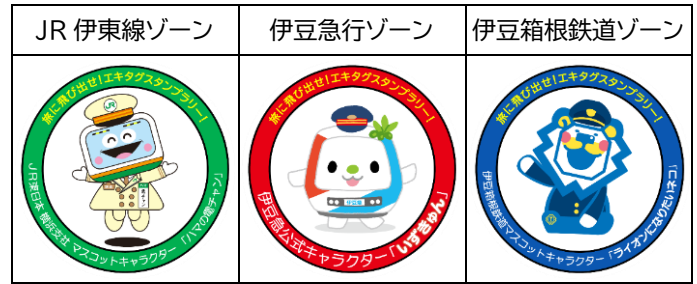 JR 伊東線ゾーン
伊豆急行ゾーン
伊豆箱根鉄道ゾーン
旅に飛び出せ!エキタグスタンプラリー!
JR
JR東日本 横浜支社 マスコットキャラクター 「ハマの電チャン」
旅に飛び出せ!エキタグスタンプラリー!
伊豆急
伊豆急公式キャラクター「いずきゅん」
旅に飛び出せ!エキタグスタンプラリー!
伊豆箱根鉄道マスコットキャラクター「ライオンになりたいネコ」